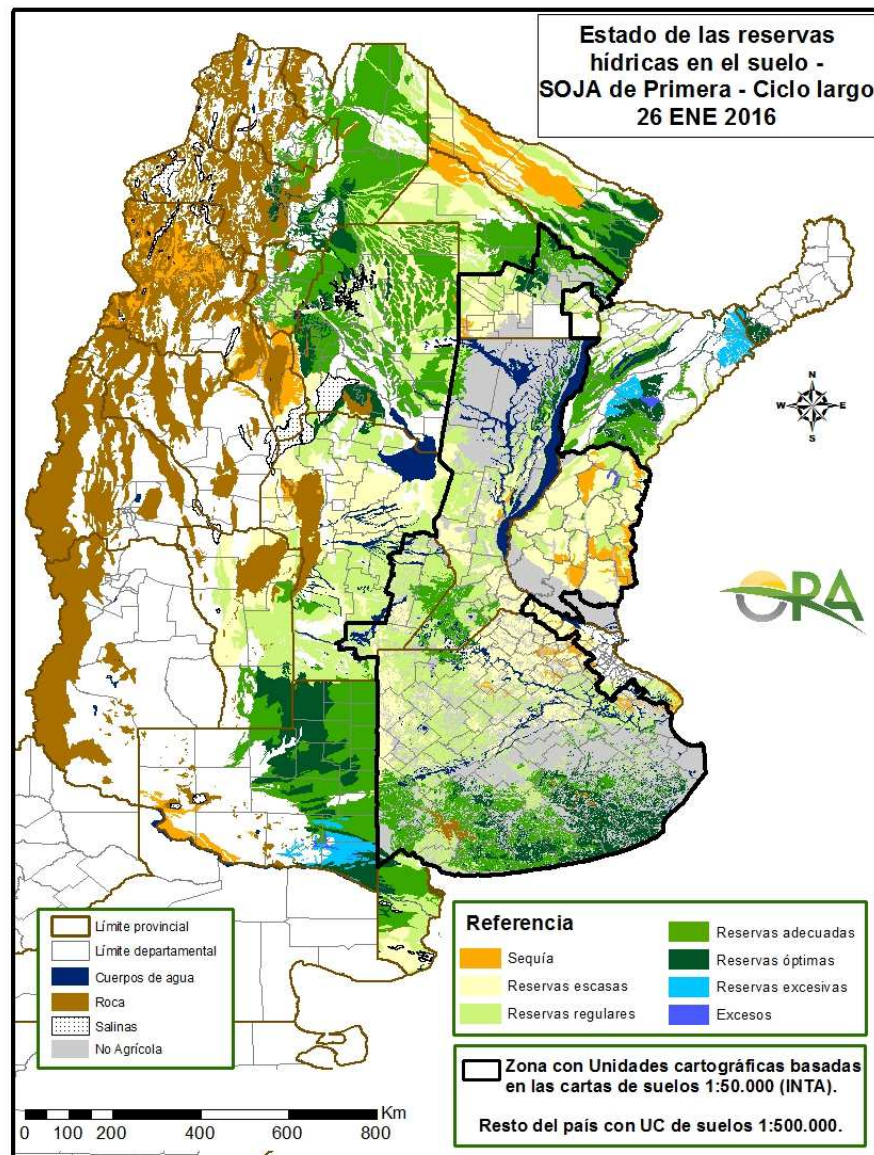 Estado de las reservas
hídricas en el suelo -
SOJA de Primera - Ciclo largo
26 ENE 2016
N
W
E
S
ORA
Límite provincial
Límite departamental
Cuerpos de agua
Roca
Salinas
No Agrícola
Referencia
Sequía
Reservas escasas
Reservas regulares
Reservas adecuadas
Reservas óptimas
Reservas excesivas
Excesos
Zona con Unidades cartográficas basadas
en las cartas de suelos 1:50.000 (INTA).
Resto del país con UC de suelos 1:500.000.
Km
0 100 200 400 600 800